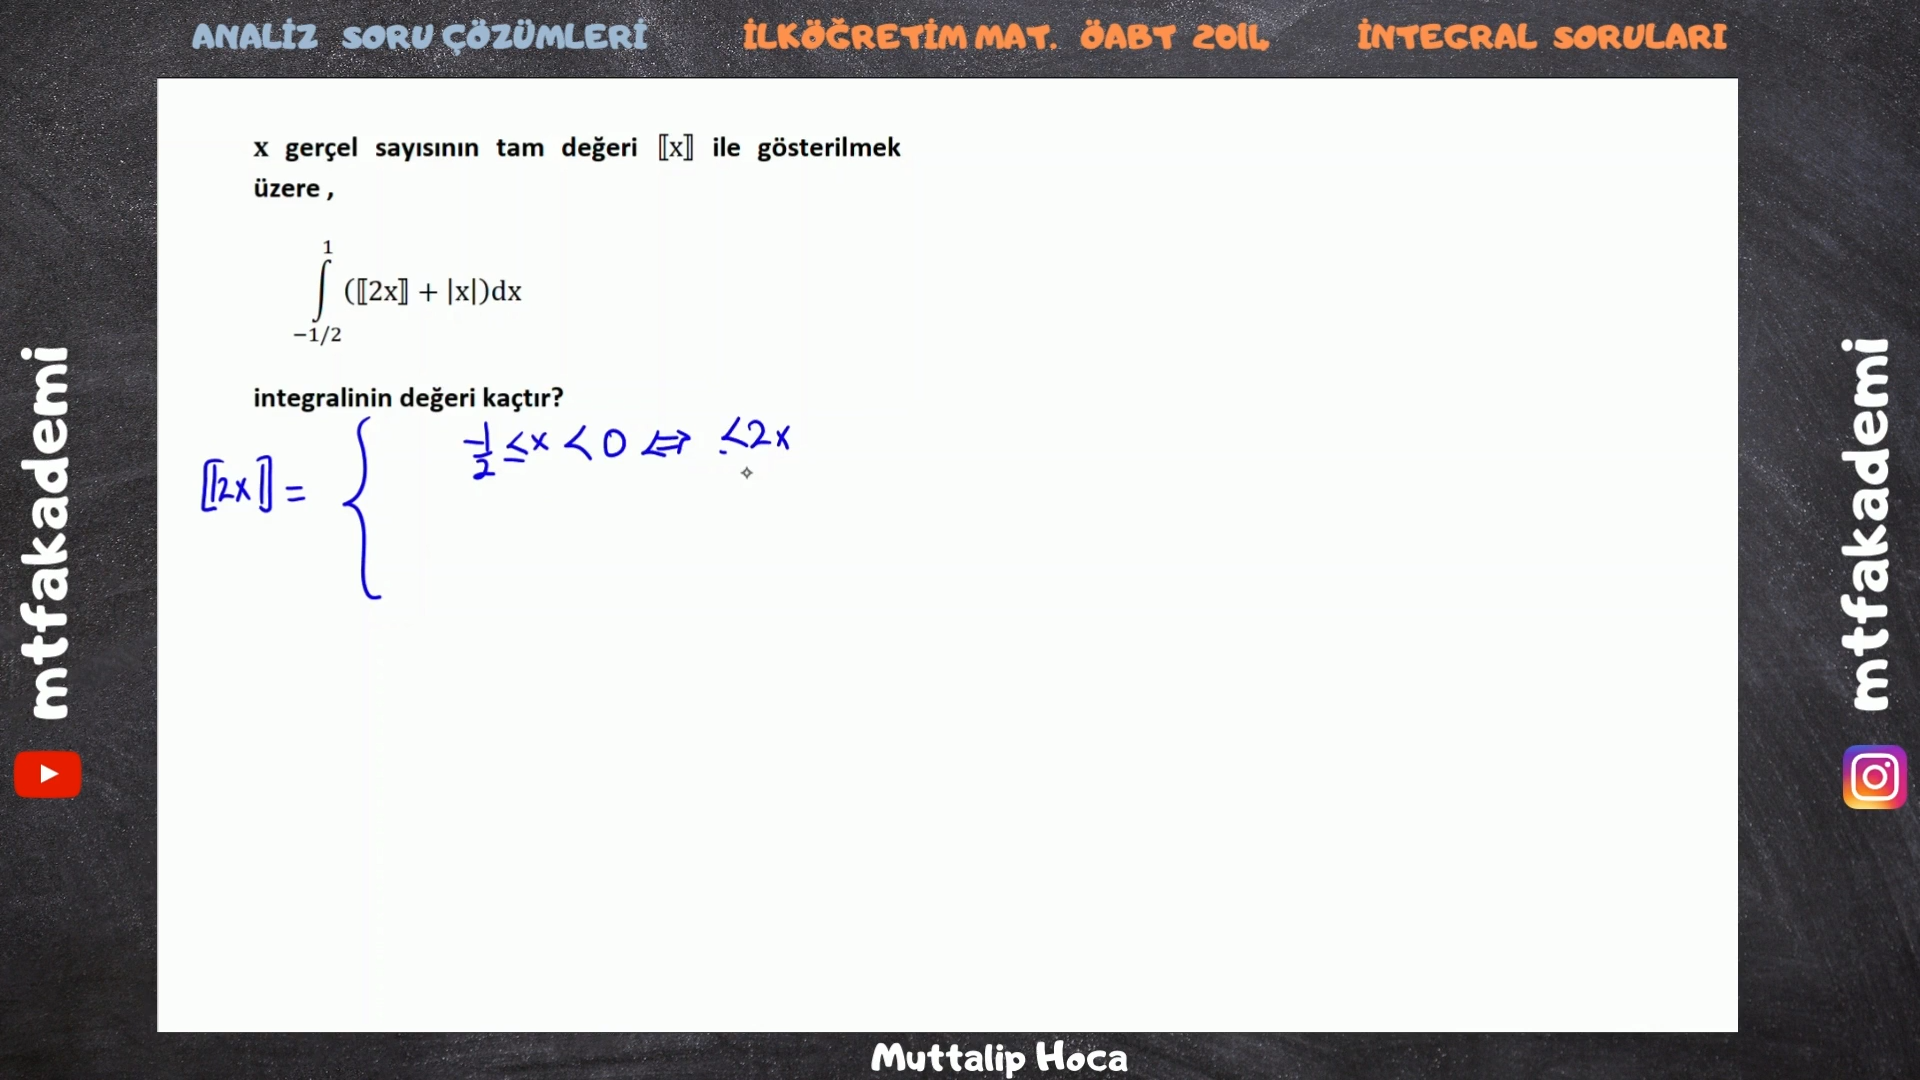 ANALİZ SORU ÇÖZÜMLERİ İLKÖĞRETİM MAT. ÖABT 2014 İNTEGRAL SORULARI
x gerçel sayısının tam değeri ⟦x⟧ ile gösterilmek
üzere ,
1
∫ (⟦2x⟧ + |x|)dx
−1/2
integralinin değeri kaçtır?
⟦2x⟧ = { -1/2 ≤ x < 0 ⇔ ≤ 2x
mtfakademi
mtfakademi
Muttalip Hoca